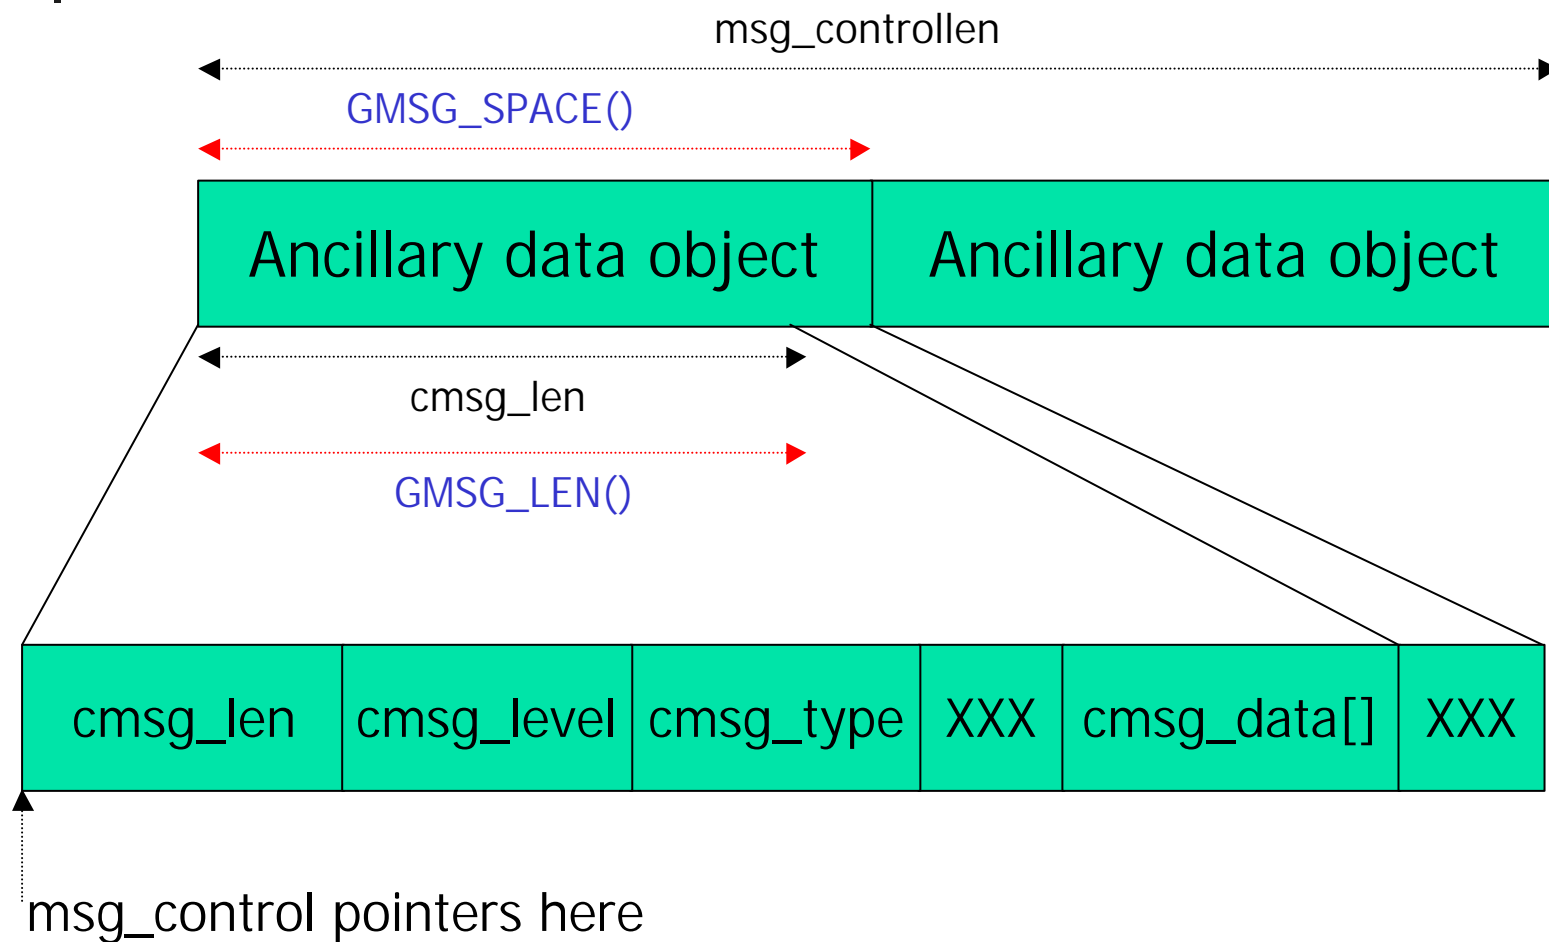 msg_controllen
GMSG_SPACE()
Ancillary data object Ancillary data object
cmsg_len
GMSG_LEN()
cmsg_len cmsg_level cmsg_type XXX cmsg_data[] XXX
msg_control pointers here